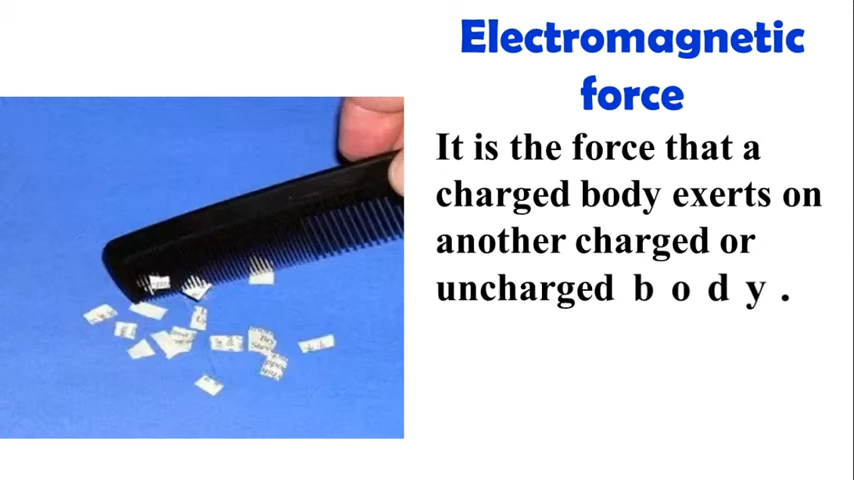 Electromagnetic
force
It is the force that a
charged body exerts on
another charged or
uncharged b o d y .